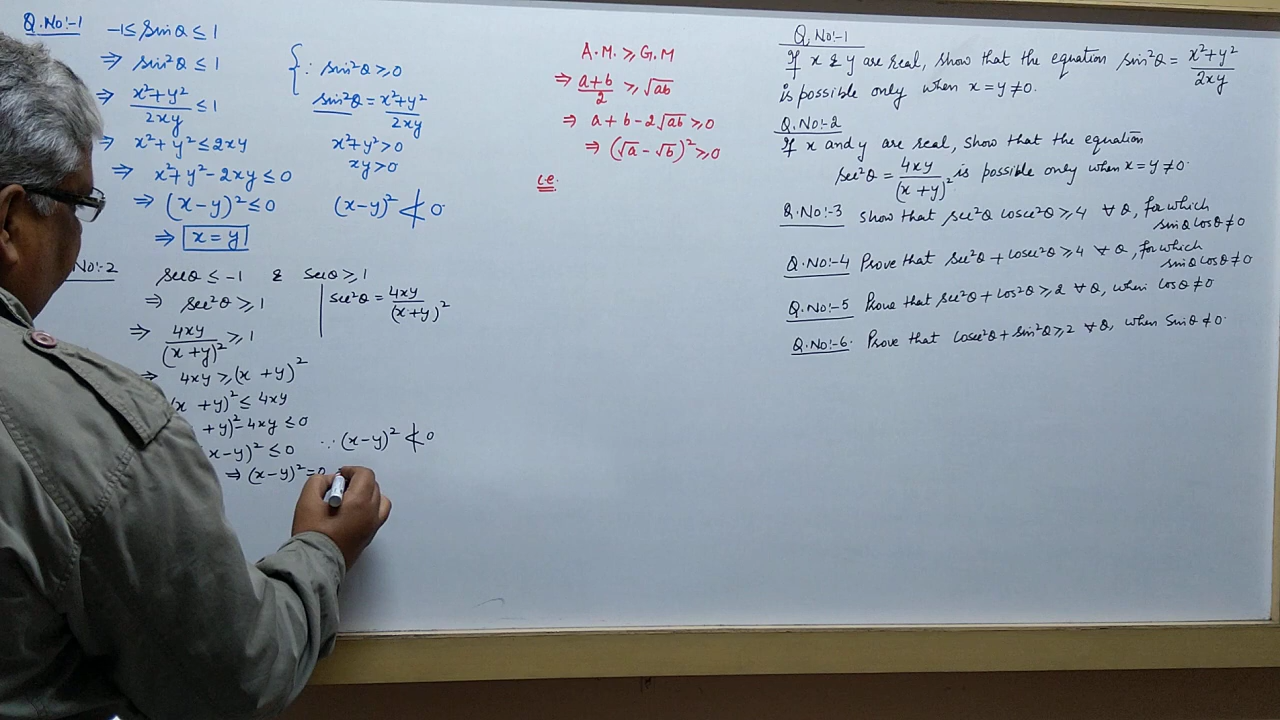 Q.No:-1 -1≤ sinθ ≤ 1
⇒ sin²θ ≤ 1
⇒ (x²+y²)/(2xy) ≤ 1
⇒ x²+y² ≤ 2xy
⇒ x²+y²-2xy ≤ 0
⇒ (x-y)² ≤ 0
⇒ x = y
{∵ sin²θ ≥ 0
sin²θ = (x²+y²)/(2xy)
x²+y² > 0
xy > 0
(x-y)² ≮ 0
No:-2 secθ ≤ -1 & secθ ≥ 1
⇒ sec²θ ≥ 1
sec²θ = 4xy/(x+y)²
⇒ 4xy/(x+y)² ≥ 1
⇒ 4xy ≥ (x+y)²
(x+y)² ≤ 4xy
+y)²-4xy ≤ 0
(x-y)² ≤ 0 ∵ (x-y)² ≮ 0
⇒ (x-y)² = 0
A.M. ≥ G.M
⇒ (a+b)/2 ≥ √ab
⇒ a+b-2√ab ≥ 0
⇒ (√a-√b)² ≥ 0
i.e.
Q.No:-1
If x & y are real, show that the equation sin²θ = (x²+y²)/(2xy)
is possible only when x=y≠0.
Q.No:-2
If x and y are real, show that the equation
sec²θ = 4xy/(x+y)² is possible only when x=y≠0.
Q.No:-3 show that sec²θ cosec²θ ≥ 4 ∀ θ, for which
sinθ cosθ ≠ 0
Q.No:-4 Prove that sec²θ + cosec²θ ≥ 4 ∀ θ, for which
sinθ cosθ ≠ 0
Q.No:-5 Prove that sec²θ + cos²θ ≥ 2 ∀ θ, when cosθ ≠ 0
Q.No:-6. Prove that cosec²θ + sin²θ ≥ 2 ∀ θ, when sinθ ≠ 0.